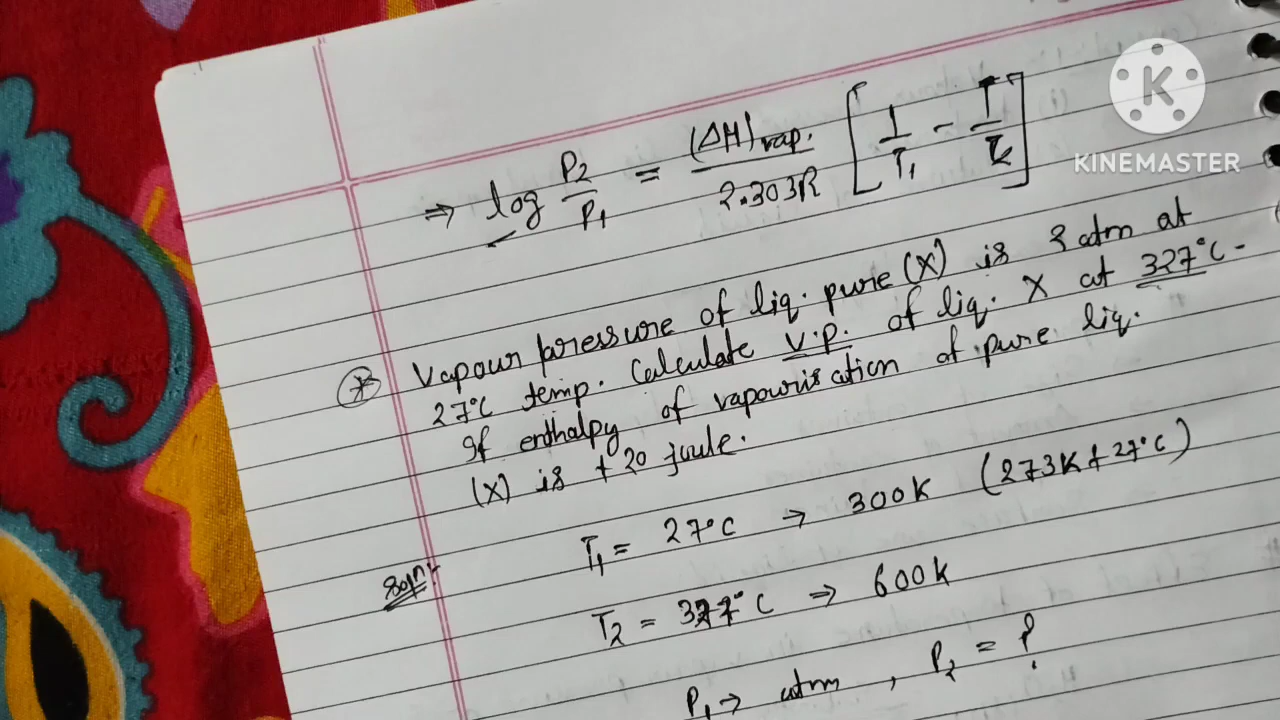 K
KINEMASTER
⇒ log P2/P1 = (ΔH)vap. / 2.303R [1/T1 - 1/T2]
* Vapour pressure of liq. pure (X) is 2 atm at
27°C temp. Calculate V.P. of liq. X at 327°C -
If enthalpy of vapourisation of pure liq.
(X) is + 20 joule.
Soln
T1 = 27°C → 300K (273K + 27°C)
T2 = 327°C ⇒ 600K
P1 → atm , P2 = ?